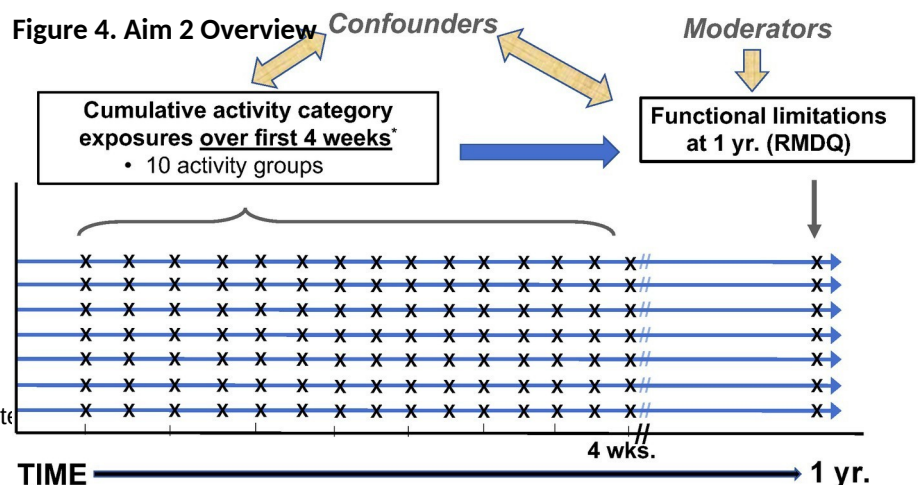 Figure 4. Aim 2 Overview
Confounders
Moderators
Cumulative activity category
exposures over first 4 weeks*
• 10 activity groups
Functional limitations
at 1 yr. (RMDQ)
X X X X X X X X X X X X X X X // X
X X X X X X X X X X X X X X X // X
X X X X X X X X X X X X X X X // X
X X X X X X X X X X X X X X X // X
X X X X X X X X X X X X X X X // X
X X X X X X X X X X X X X X X // X
X X X X X X X X X X X X X X X // X
//
4 wks.
TIME
1 yr.